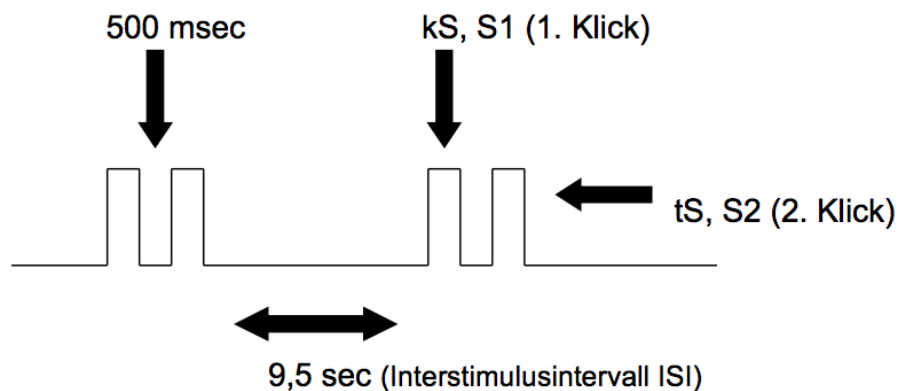 500 msec
kS, S1 (1. Klick)
tS, S2 (2. Klick)
9,5 sec (Interstimulusintervall ISI)